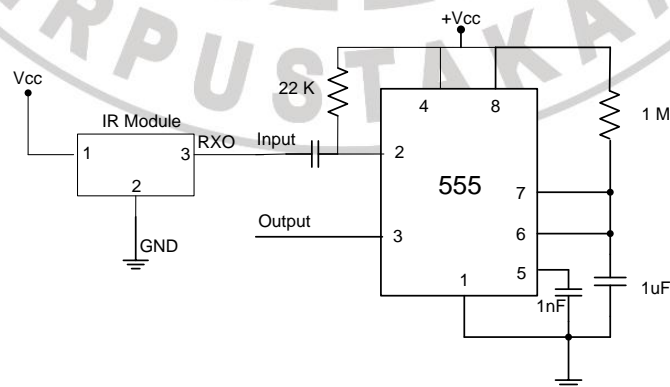 RPUSTAKA
+Vcc
Vcc
22 K
4
8
1 M
IR Module
RXO
Input
1
3
2
2
555
7
Output
3
6
GND
5
1
1nF
1uF